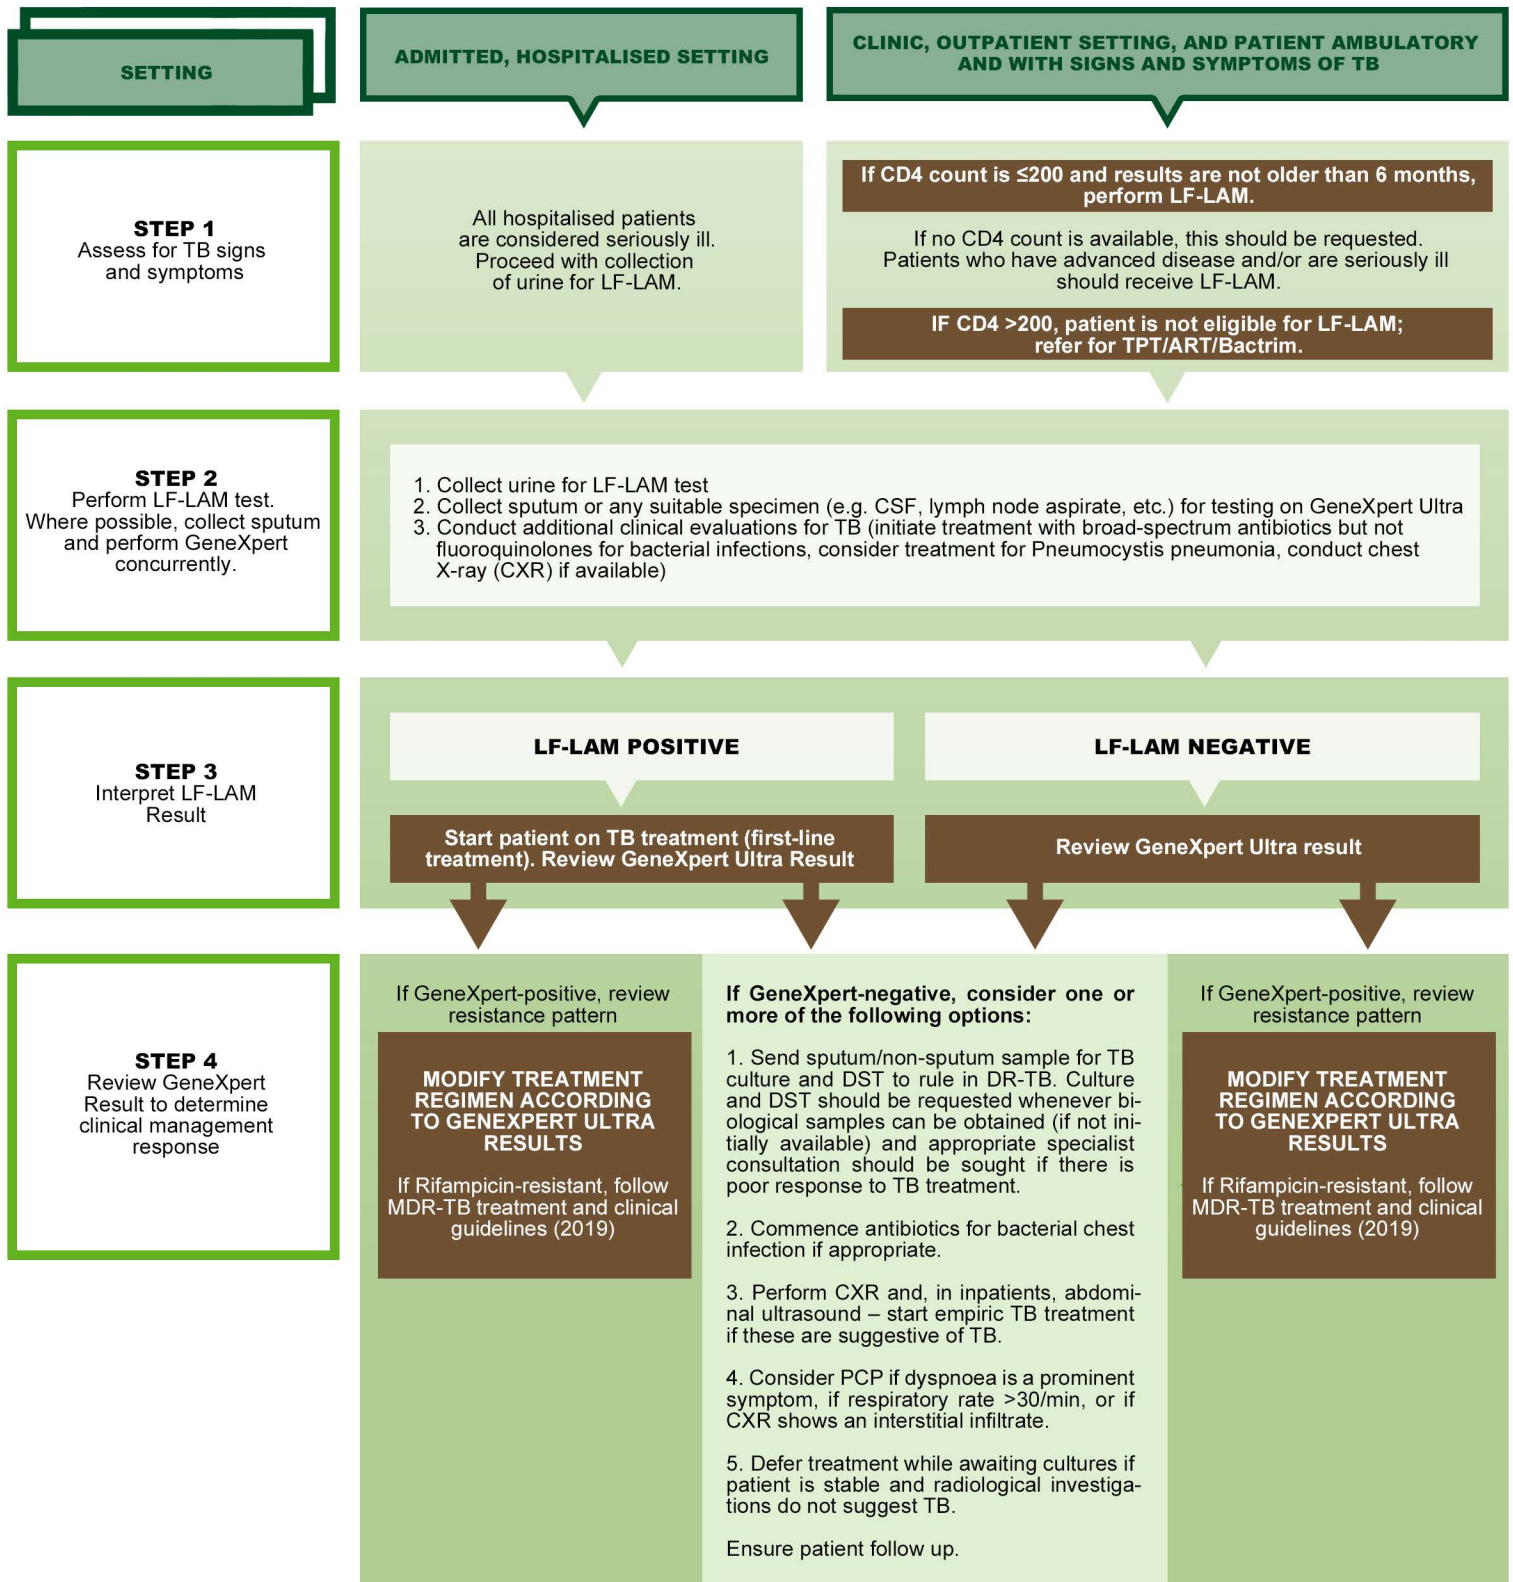 SETTING
ADMITTED, HOSPITALISED SETTING
CLINIC, OUTPATIENT SETTING, AND PATIENT AMBULATORY
AND WITH SIGNS AND SYMPTOMS OF TB
STEP 1
Assess for TB signs
and symptoms
All hospitalised patients
are considered seriously ill.
Proceed with collection
of urine for LF-LAM.
If CD4 count is ≤200 and results are not older than 6 months,
perform LF-LAM.
If no CD4 count is available, this should be requested.
Patients who have advanced disease and/or are seriously ill
should receive LF-LAM.
IF CD4 >200, patient is not eligible for LF-LAM;
refer for TPT/ART/Bactrim.
STEP 2
Perform LF-LAM test.
Where possible, collect sputum
and perform GeneXpert
concurrently.
1. Collect urine for LF-LAM test
2. Collect sputum or any suitable specimen (e.g. CSF, lymph node aspirate, etc.) for testing on GeneXpert Ultra
3. Conduct additional clinical evaluations for TB (initiate treatment with broad-spectrum antibiotics but not
fluoroquinolones for bacterial infections, consider treatment for Pneumocystis pneumonia, conduct chest
X-ray (CXR) if available)
STEP 3
Interpret LF-LAM
Result
LF-LAM POSITIVE
Start patient on TB treatment (first-line
treatment). Review GeneXpert Ultra Result
LF-LAM NEGATIVE
Review GeneXpert Ultra result
STEP 4
Review GeneXpert
Result to determine
clinical management
response
If GeneXpert-positive, review
resistance pattern
MODIFY TREATMENT
REGIMEN ACCORDING
TO GENEXPERT ULTRA
RESULTS
If Rifampicin-resistant, follow
MDR-TB treatment and clinical
guidelines (2019)
If GeneXpert-negative, consider one or
more of the following options:
1. Send sputum/non-sputum sample for TB
culture and DST to rule in DR-TB. Culture
and DST should be requested whenever bi-
ological samples can be obtained (if not ini-
tially available) and appropriate specialist
consultation should be sought if there is
poor response to TB treatment.
2. Commence antibiotics for bacterial chest
infection if appropriate.
3. Perform CXR and, in inpatients, abdomi-
nal ultrasound – start empiric TB treatment
if these are suggestive of TB.
4. Consider PCP if dyspnoea is a prominent
symptom, if respiratory rate >30/min, or if
CXR shows an interstitial infiltrate.
5. Defer treatment while awaiting cultures if
patient is stable and radiological investiga-
tions do not suggest TB.
Ensure patient follow up.
If GeneXpert-positive, review
resistance pattern
MODIFY TREATMENT
REGIMEN ACCORDING
TO GENEXPERT ULTRA
RESULTS
If Rifampicin-resistant, follow
MDR-TB treatment and clinical
guidelines (2019)